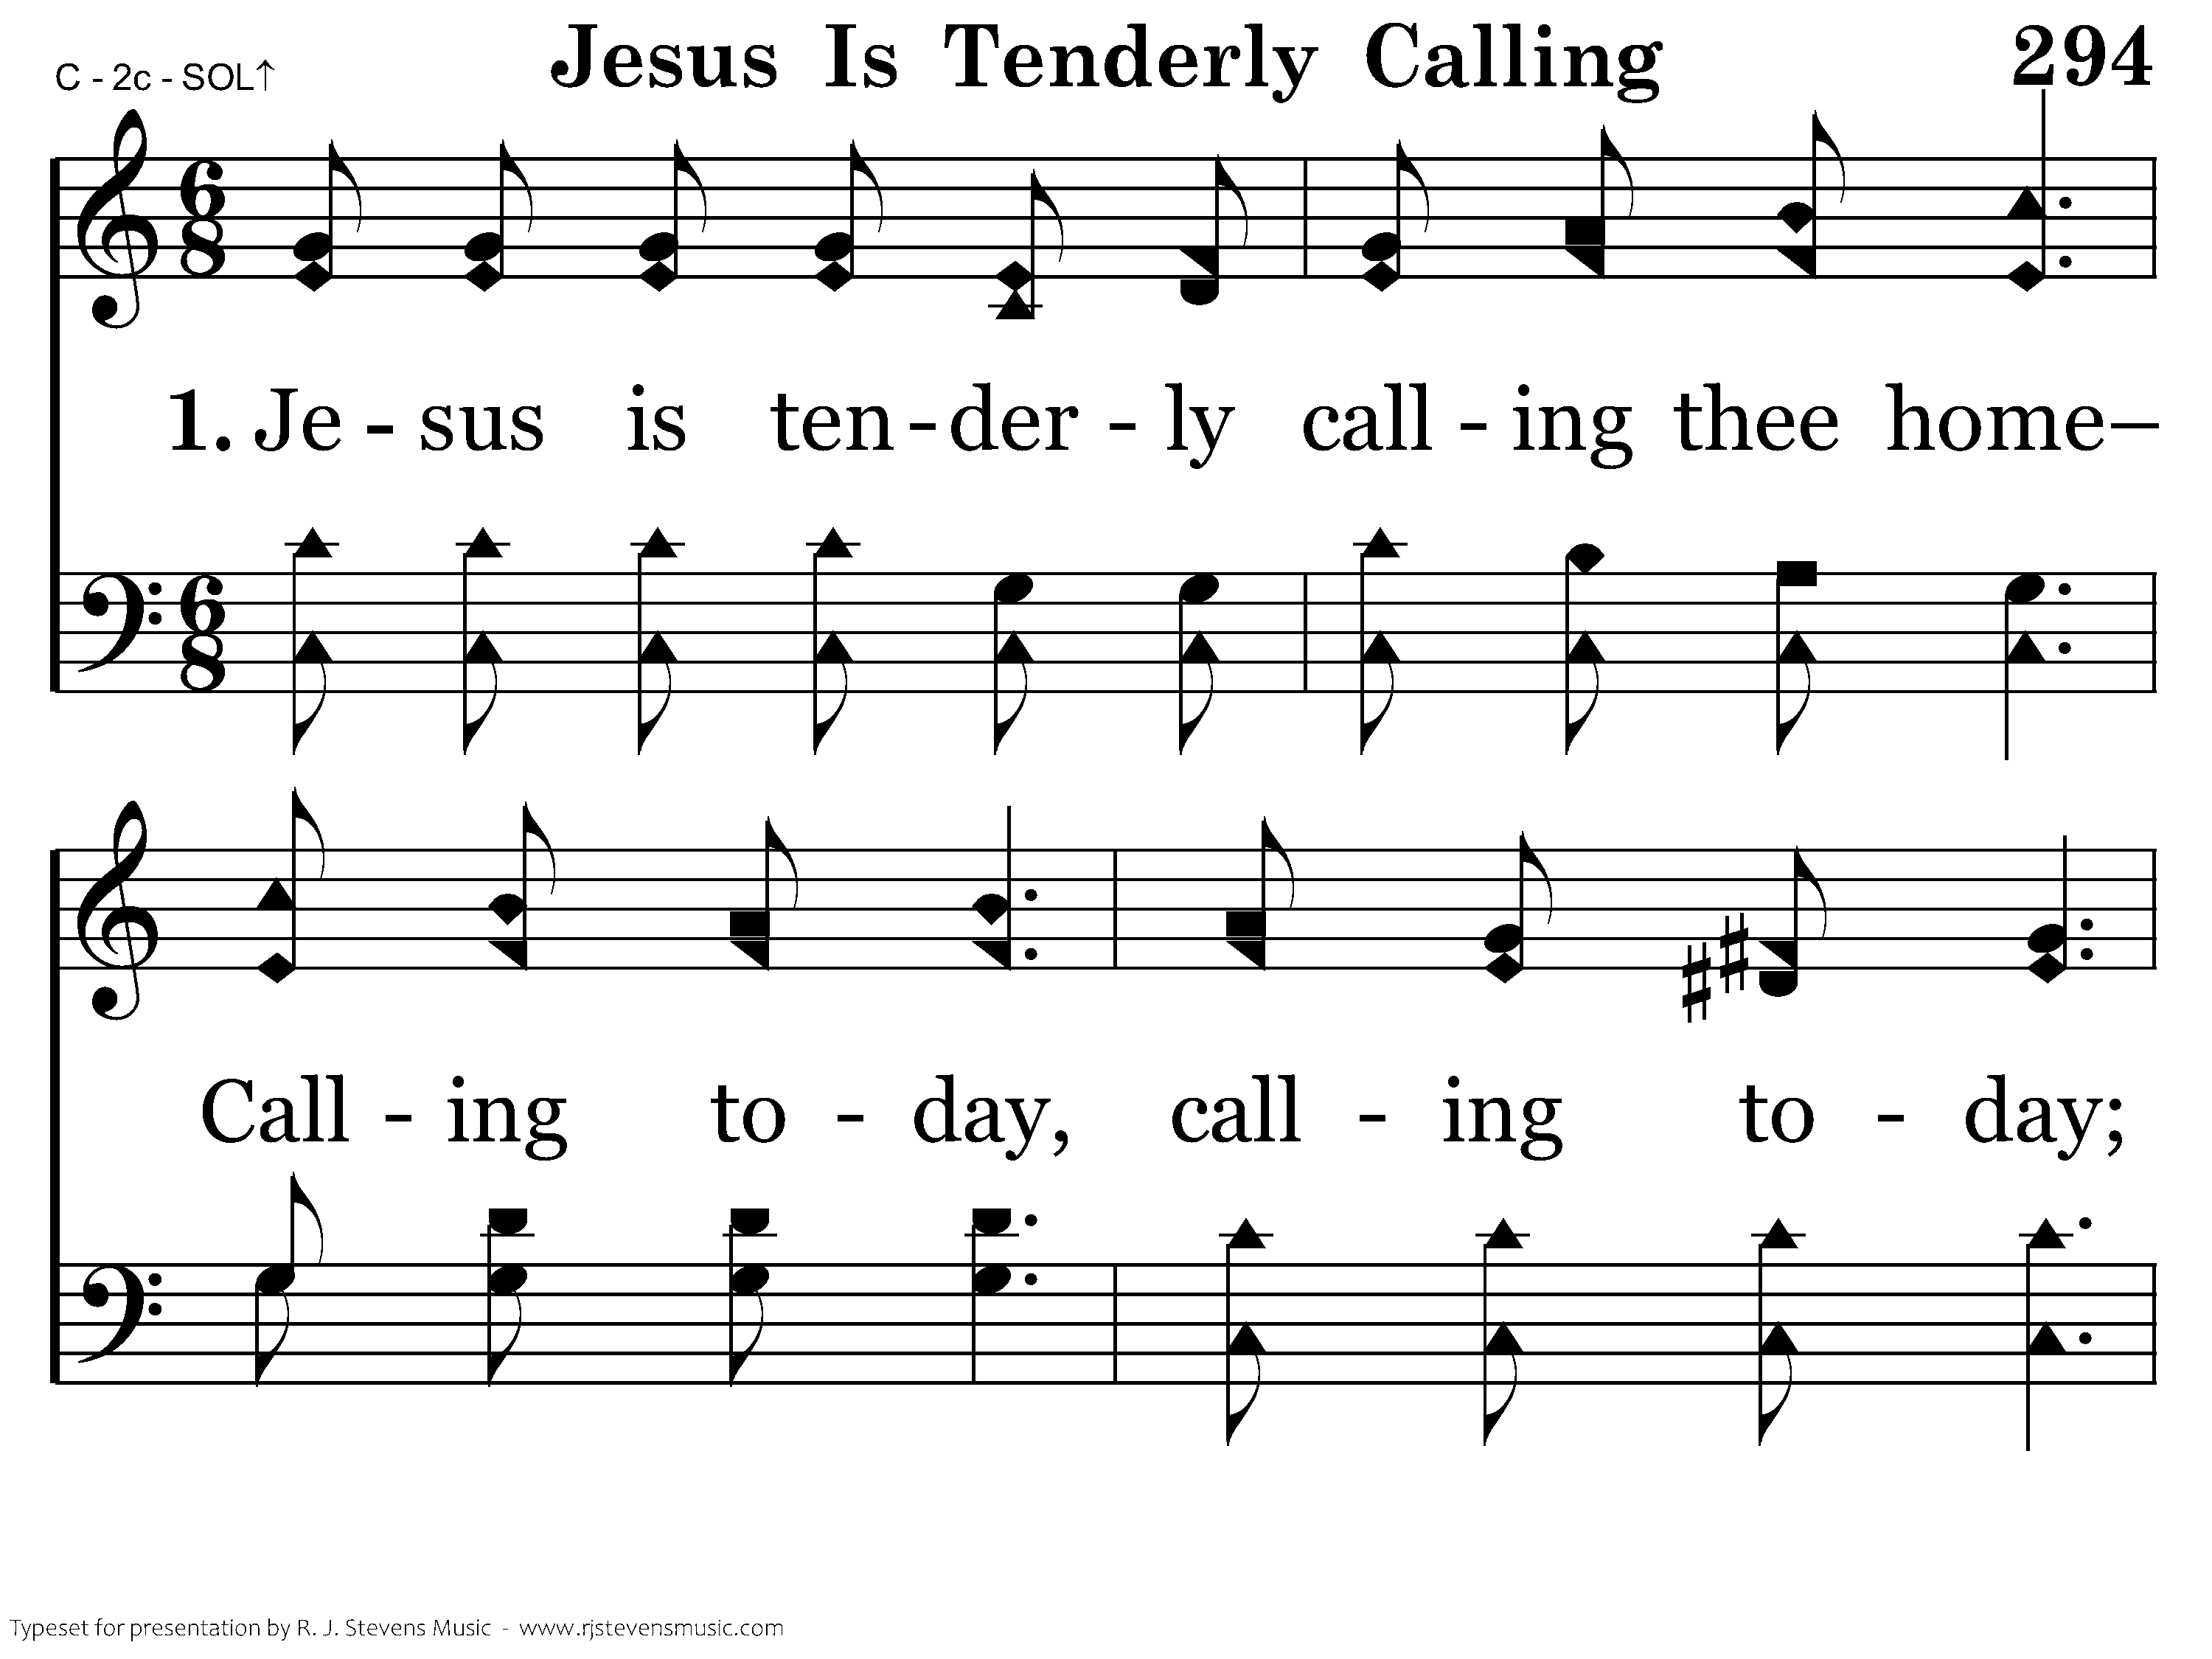 Jesus Is Tenderly Calling 294
C - 2c - SOL↑
1. Je - sus is ten - der - ly call - ing thee home–
Call - ing to - day, call - ing to - day;
Typeset for presentation by R. J. Stevens Music - www.rjstevensmusic.com